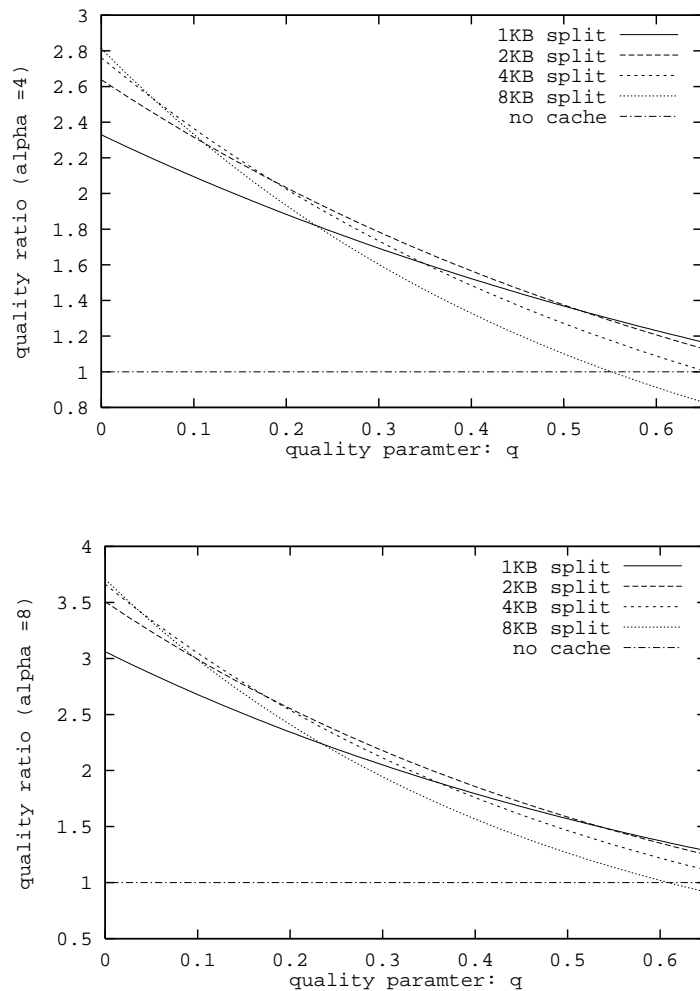 quality ratio (alpha =4)
2.8
3
2.6
2.4
2.2
2
1.8
1.6
1.4
1.2
1
0.8
1KB split
2KB split
4KB split
8KB split
no cache
0 0.1 0.2 0.3 0.4 0.5 0.6
quality paramter: q
quality ratio (alpha =8)
4
3.5
3
2.5
2
1.5
1
0.5
1KB split
2KB split
4KB split
8KB split
no cache
0 0.1 0.2 0.3 0.4 0.5 0.6
quality paramter: q